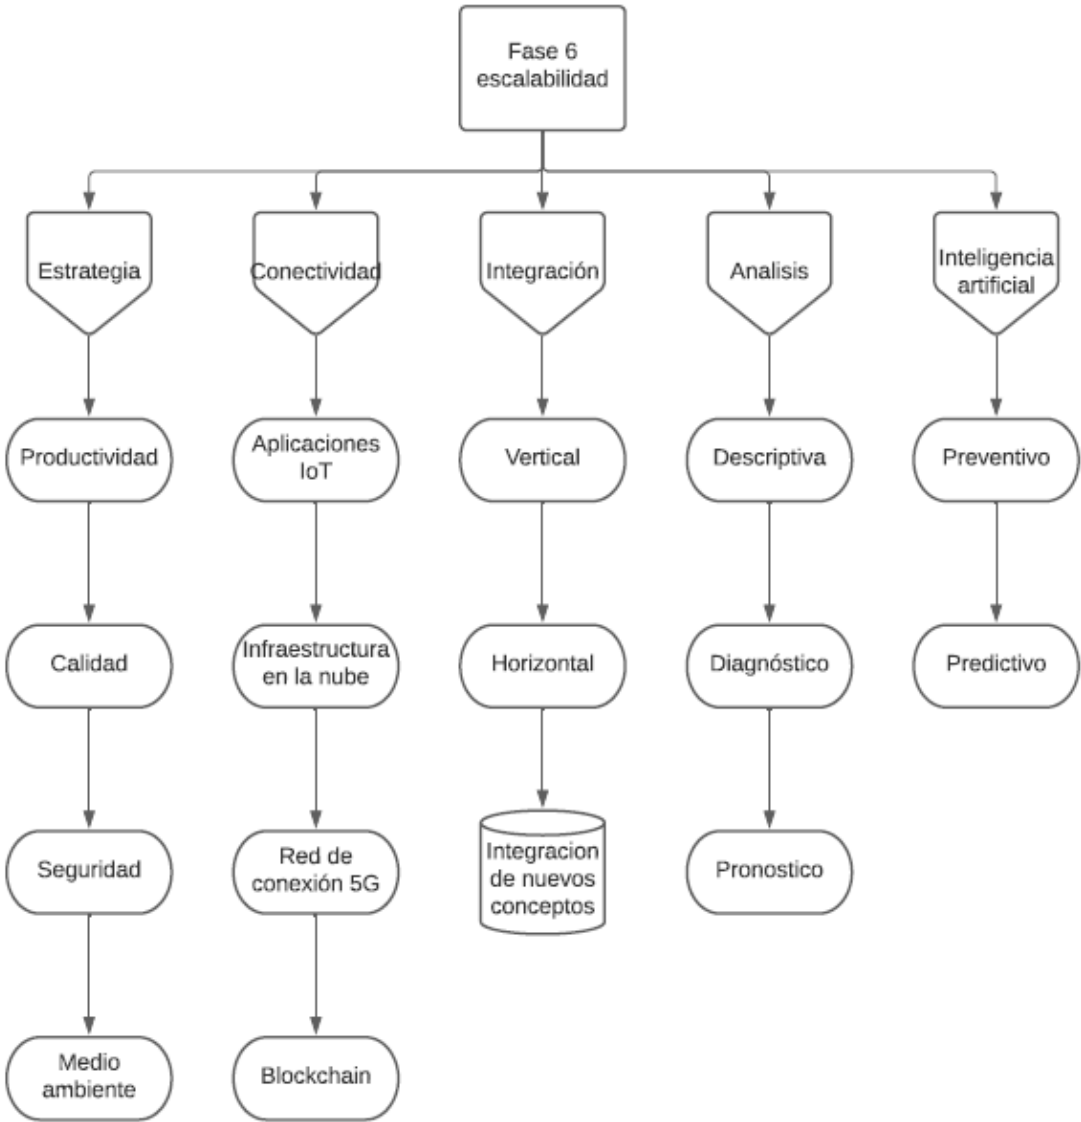 Fase 6
escalabilidad
Estrategia
Conectividad
Integración
Analisis
Inteligencia
artificial
Productividad
Aplicaciones
IoT
Vertical
Descriptiva
Preventivo
Calidad
Infraestructura
en la nube
Horizontal
Diagnóstico
Predictivo
Seguridad
Red de
conexión 5G
Integracion
de nuevos
conceptos
Pronostico
Medio
ambiente
Blockchain